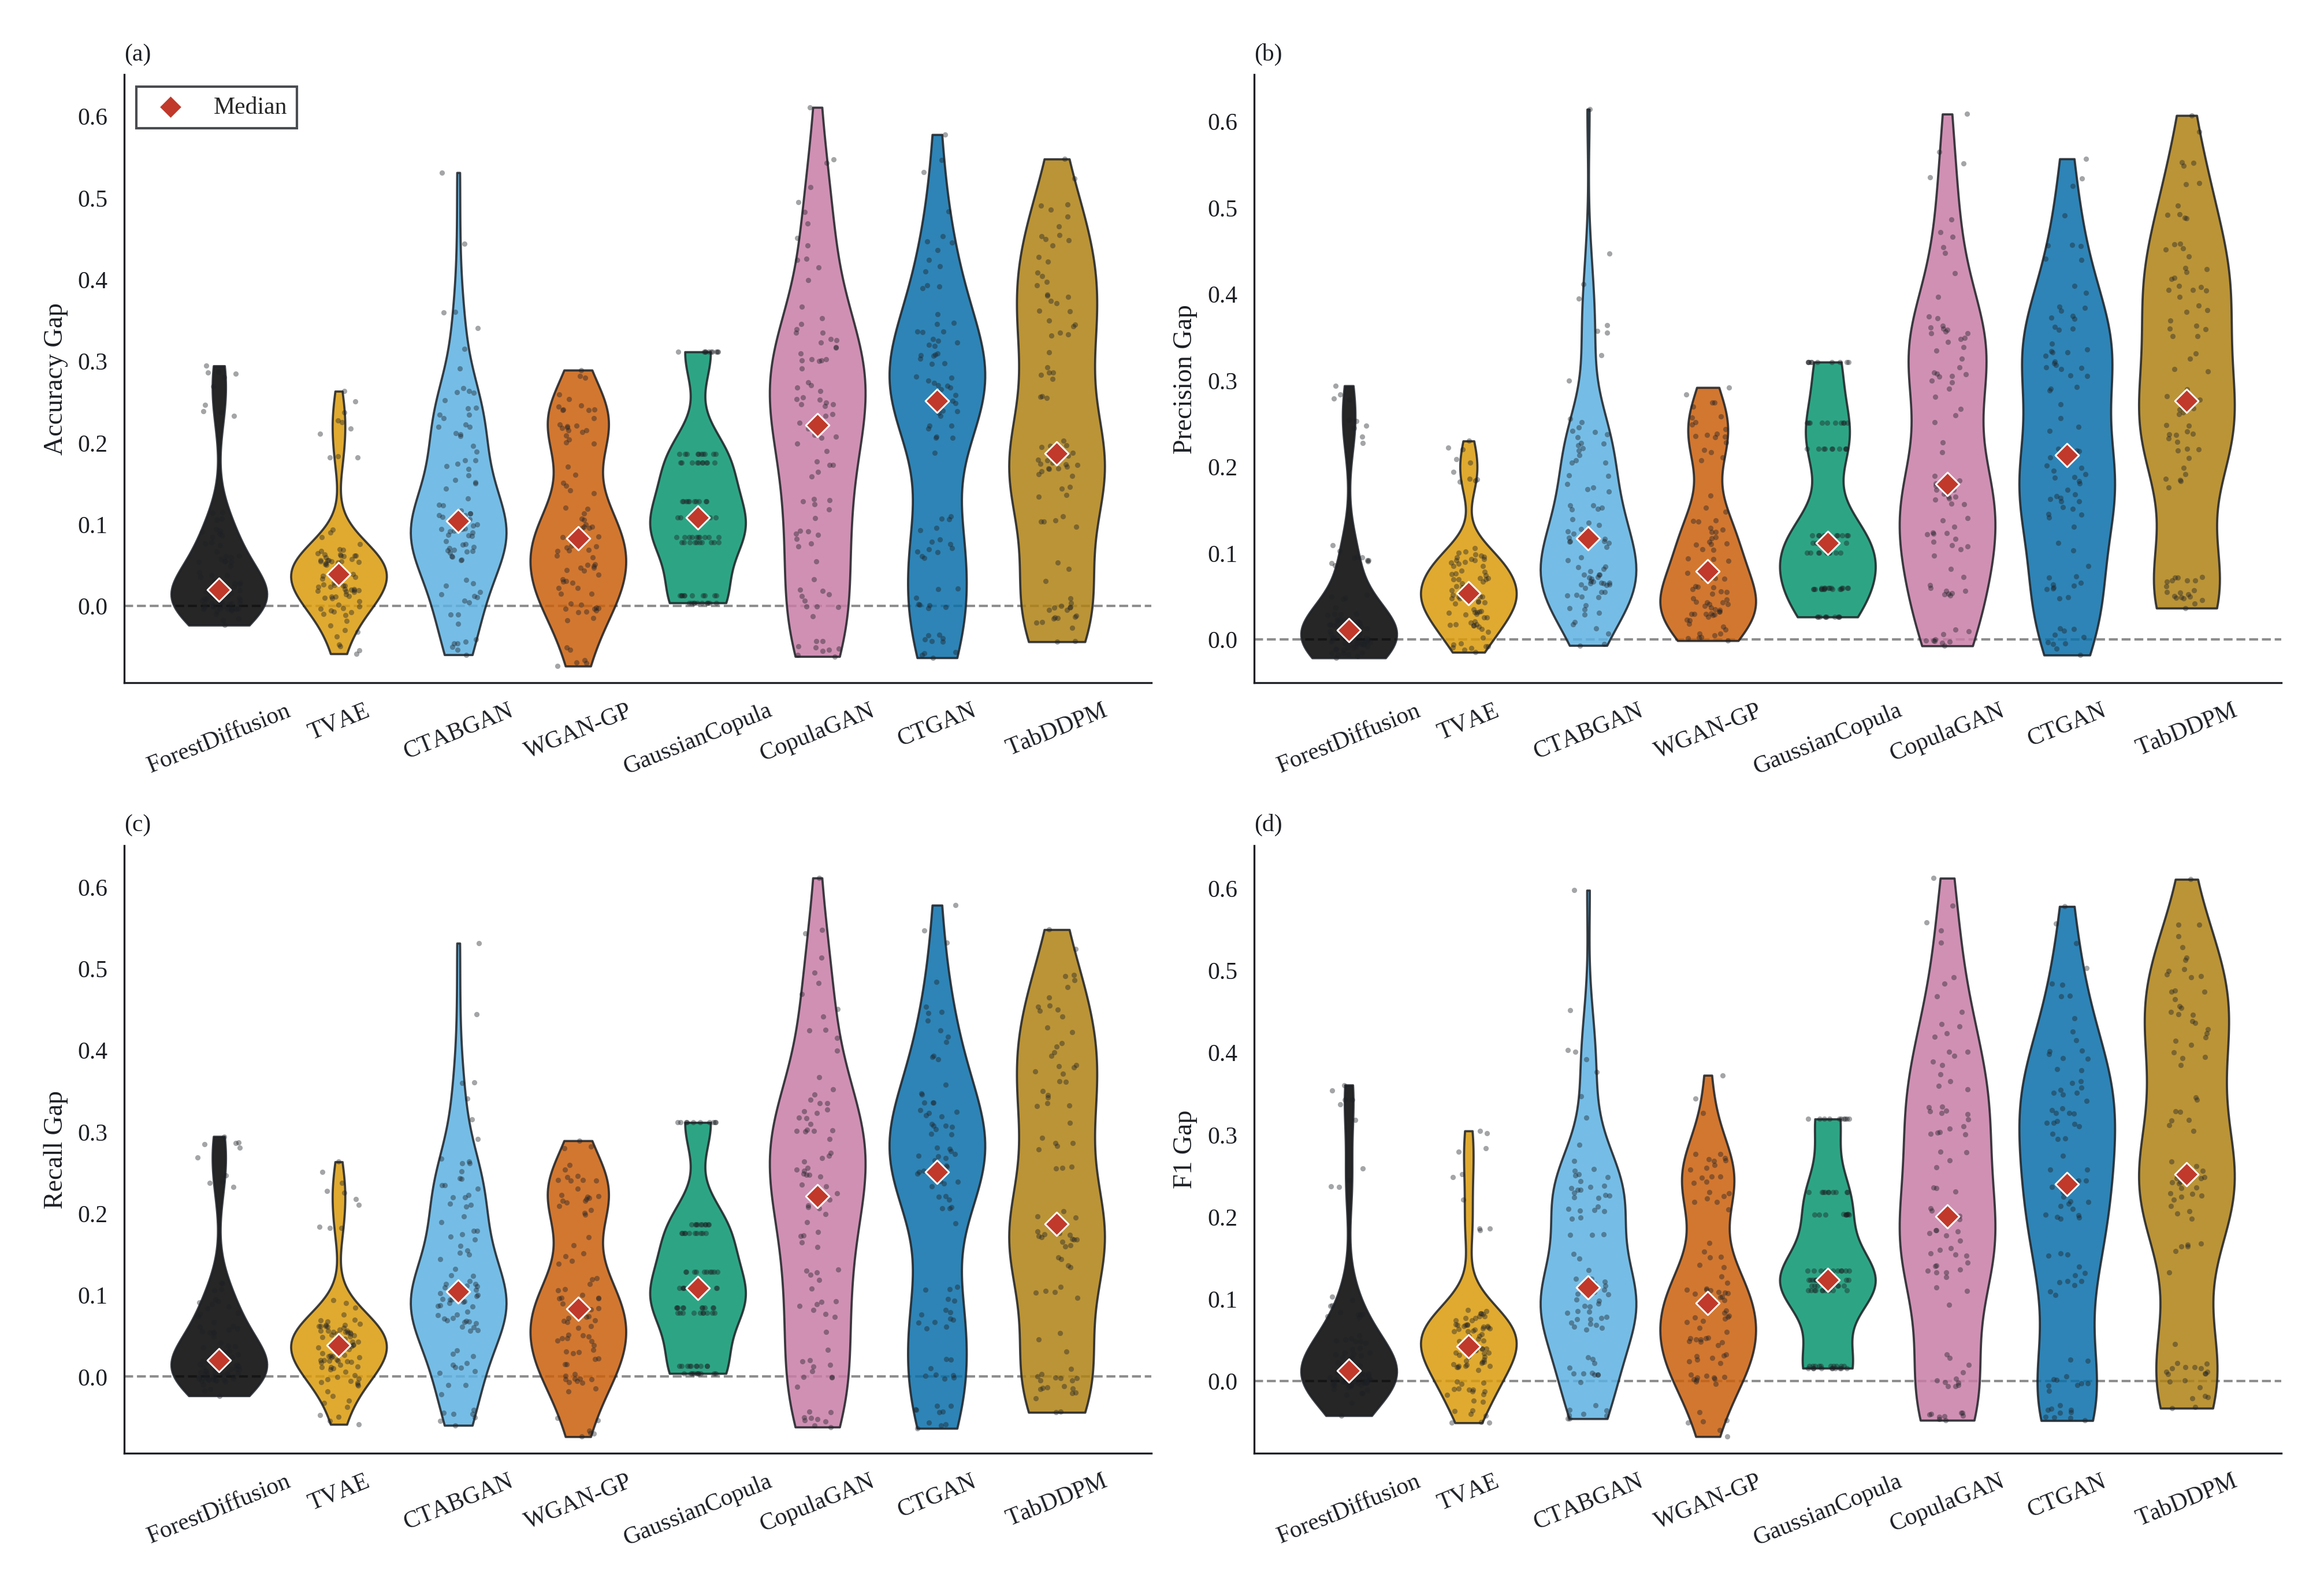 (a)
Median
0.6
0.5
0.4
0.3
0.2
0.1
0.0
Accuracy Gap
ForestDiffusion
TVAE
CTABGAN
WGAN-GP
GaussianCopula
CopulaGAN
CTGAN
TabDDPM
(b)
0.6
0.5
0.4
0.3
0.2
0.1
0.0
Precision Gap
ForestDiffusion
TVAE
CTABGAN
WGAN-GP
GaussianCopula
CopulaGAN
CTGAN
TabDDPM
(c)
0.6
0.5
0.4
0.3
0.2
0.1
0.0
Recall Gap
ForestDiffusion
TVAE
CTABGAN
WGAN-GP
GaussianCopula
CopulaGAN
CTGAN
TabDDPM
(d)
0.6
0.5
0.4
0.3
0.2
0.1
0.0
F1 Gap
ForestDiffusion
TVAE
CTABGAN
WGAN-GP
GaussianCopula
CopulaGAN
CTGAN
TabDDPM